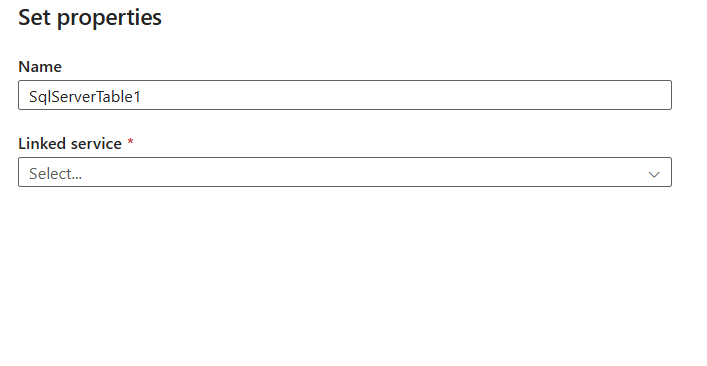 Set properties
Name
SqlServerTable1
Linked service *
Select...